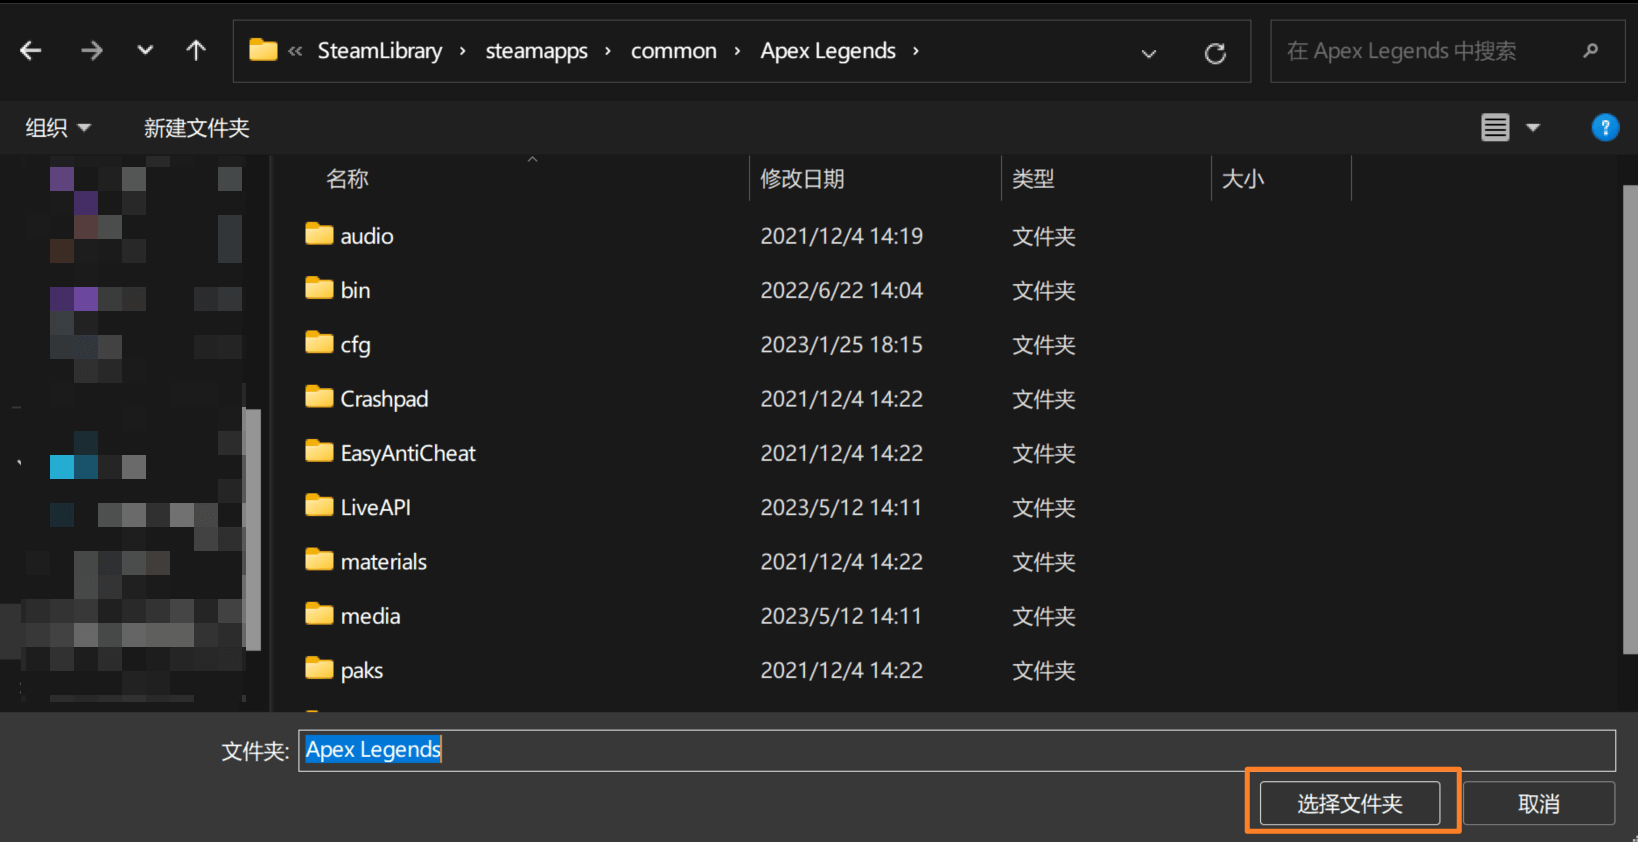 « SteamLibrary › steamapps › common › Apex Legends ›
在 Apex Legends 中搜索
组织 新建文件夹
名称 修改日期 类型 大小
audio 2021/12/4 14:19 文件夹
bin 2022/6/22 14:04 文件夹
cfg 2023/1/25 18:15 文件夹
Crashpad 2021/12/4 14:22 文件夹
EasyAntiCheat 2021/12/4 14:22 文件夹
LiveAPI 2023/5/12 14:11 文件夹
materials 2021/12/4 14:22 文件夹
media 2023/5/12 14:11 文件夹
paks 2021/12/4 14:22 文件夹
文件夹: Apex Legends
选择文件夹 取消